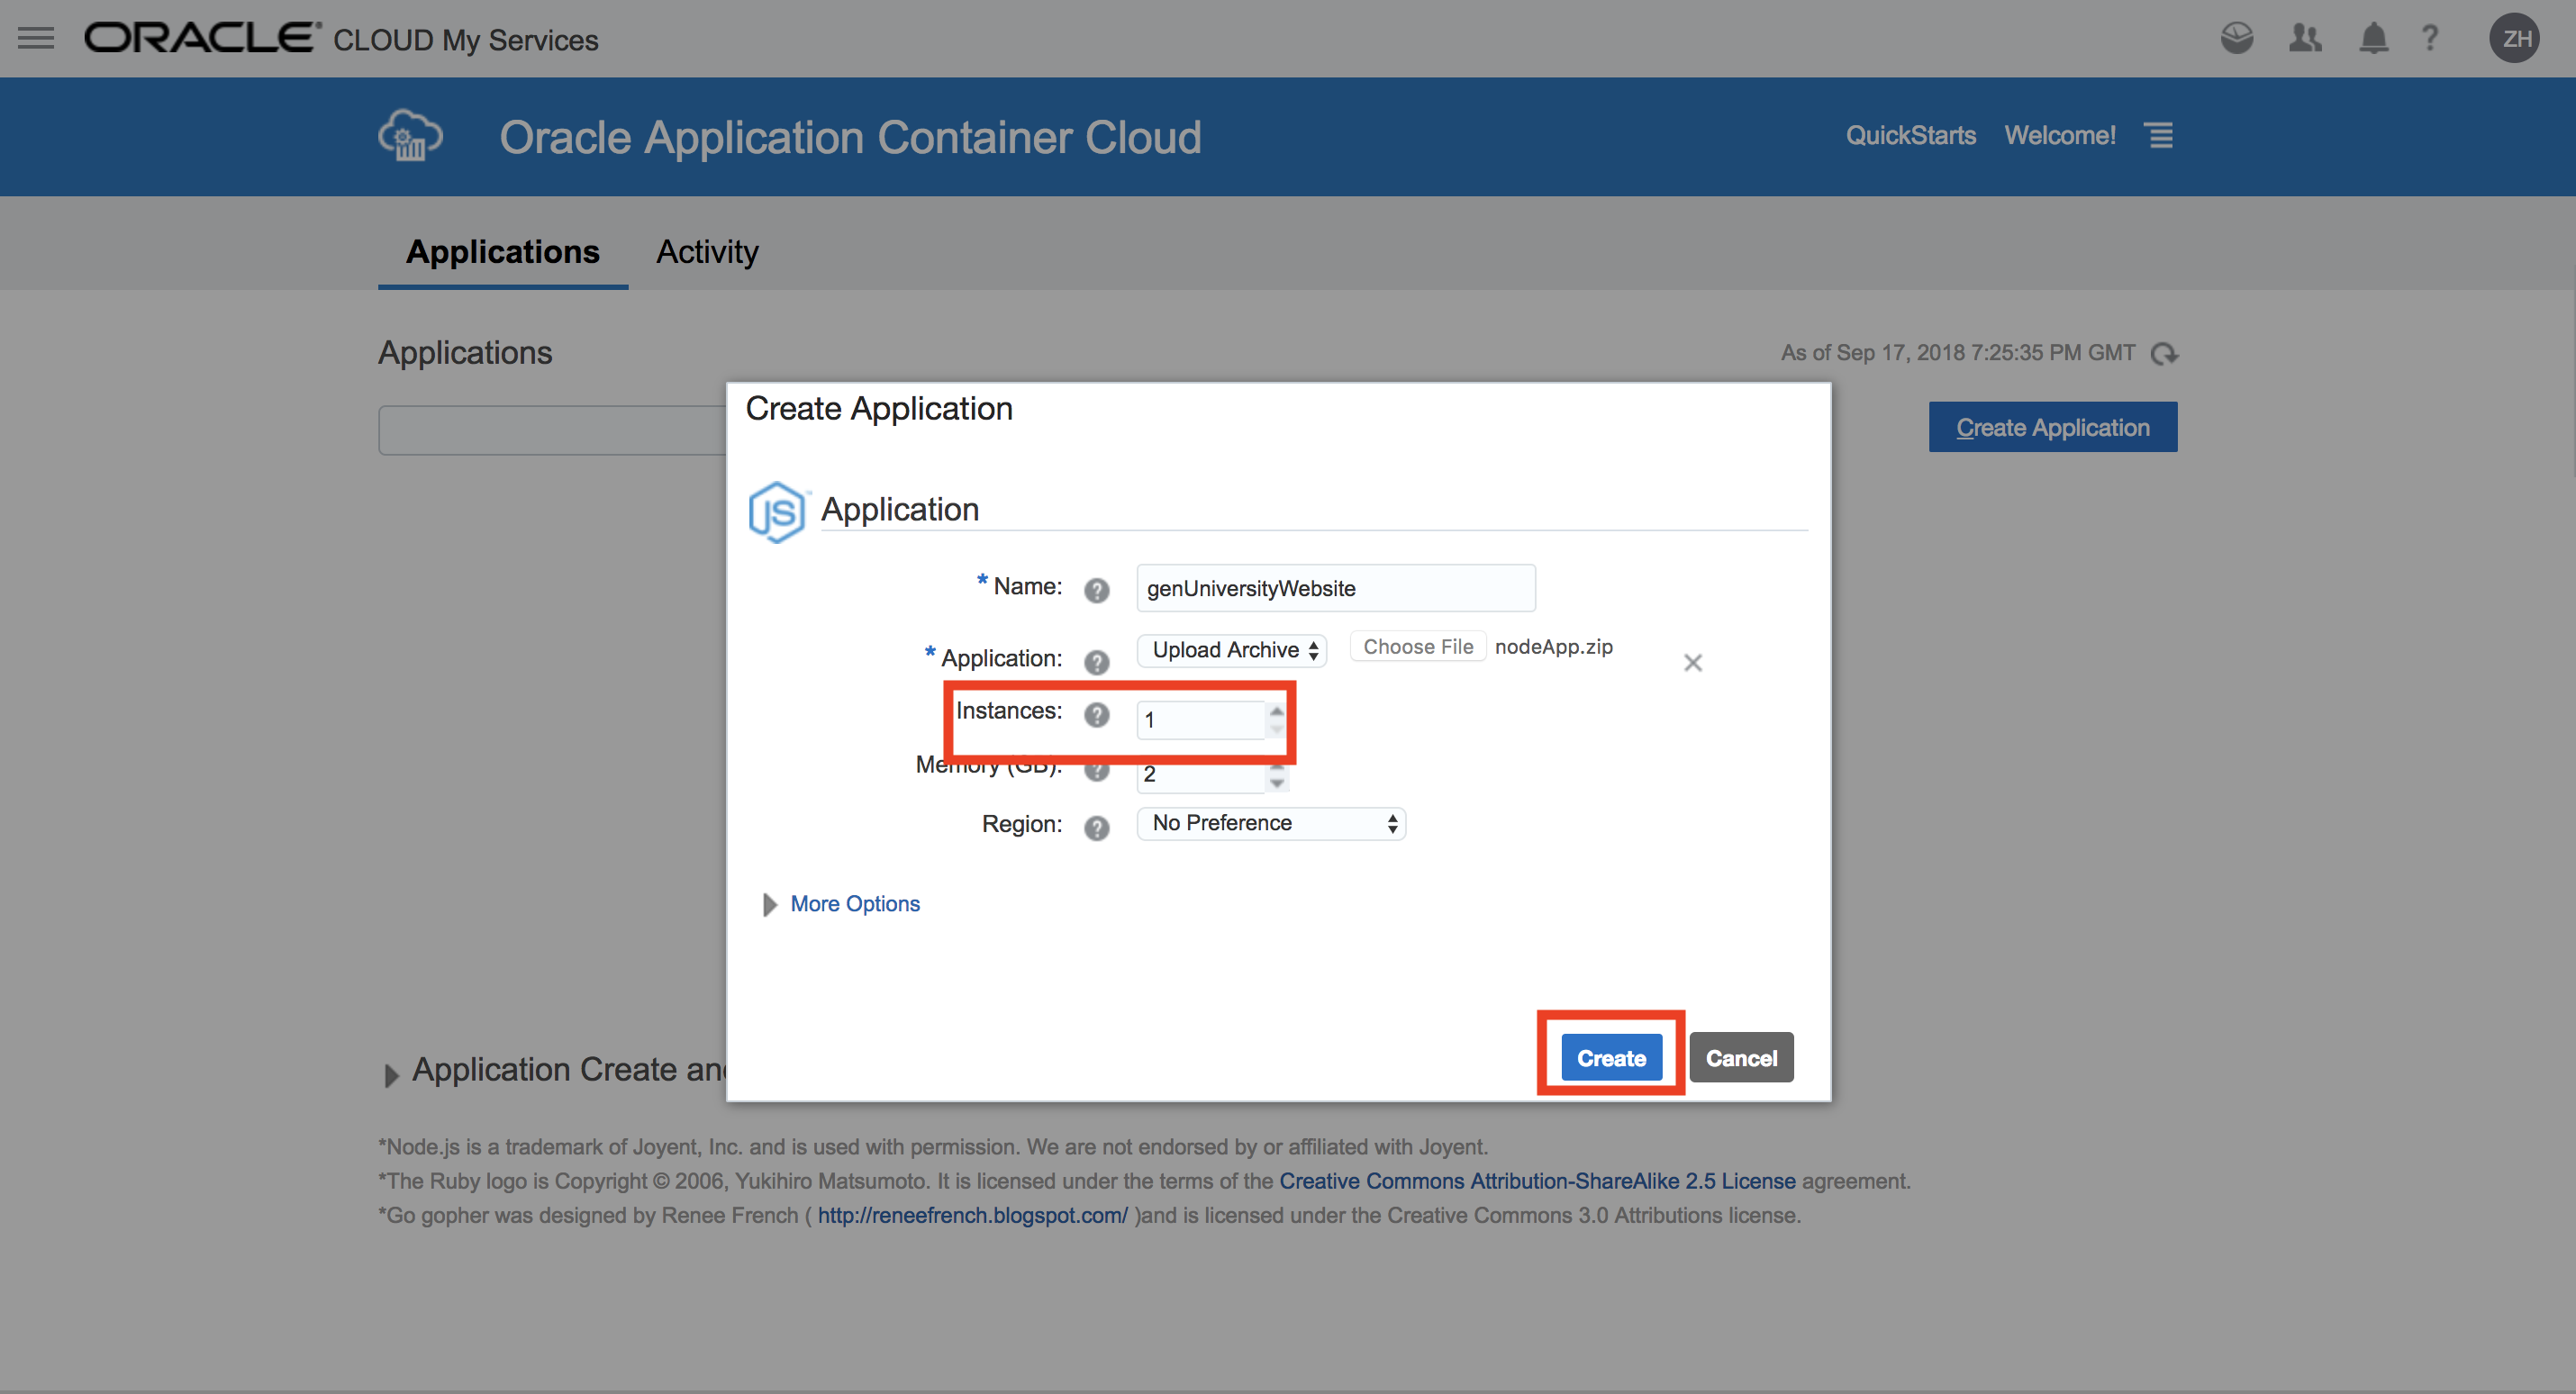 ORACLE® CLOUD My Services
? ZH
Oracle Application Container Cloud
QuickStarts Welcome!
Applications Activity
Applications
As of Sep 17, 2018 7:25:35 PM GMT
Create Application
Create Application
JS Application
* Name: ? genUniversityWebsite
* Application: ? Upload Archive Choose File nodeApp.zip
Instances: ? 1
Memory (GB): ? 2
Region: ? No Preference
More Options
Create Cancel
Application Create an
*Node.js is a trademark of Joyent, Inc. and is used with permission. We are not endorsed by or affiliated with Joyent.
*The Ruby logo is Copyright © 2006, Yukihiro Matsumoto. It is licensed under the terms of the Creative Commons Attribution-ShareAlike 2.5 License agreement.
*Go gopher was designed by Renee French ( http://reneefrench.blogspot.com/ )and is licensed under the Creative Commons 3.0 Attributions license.